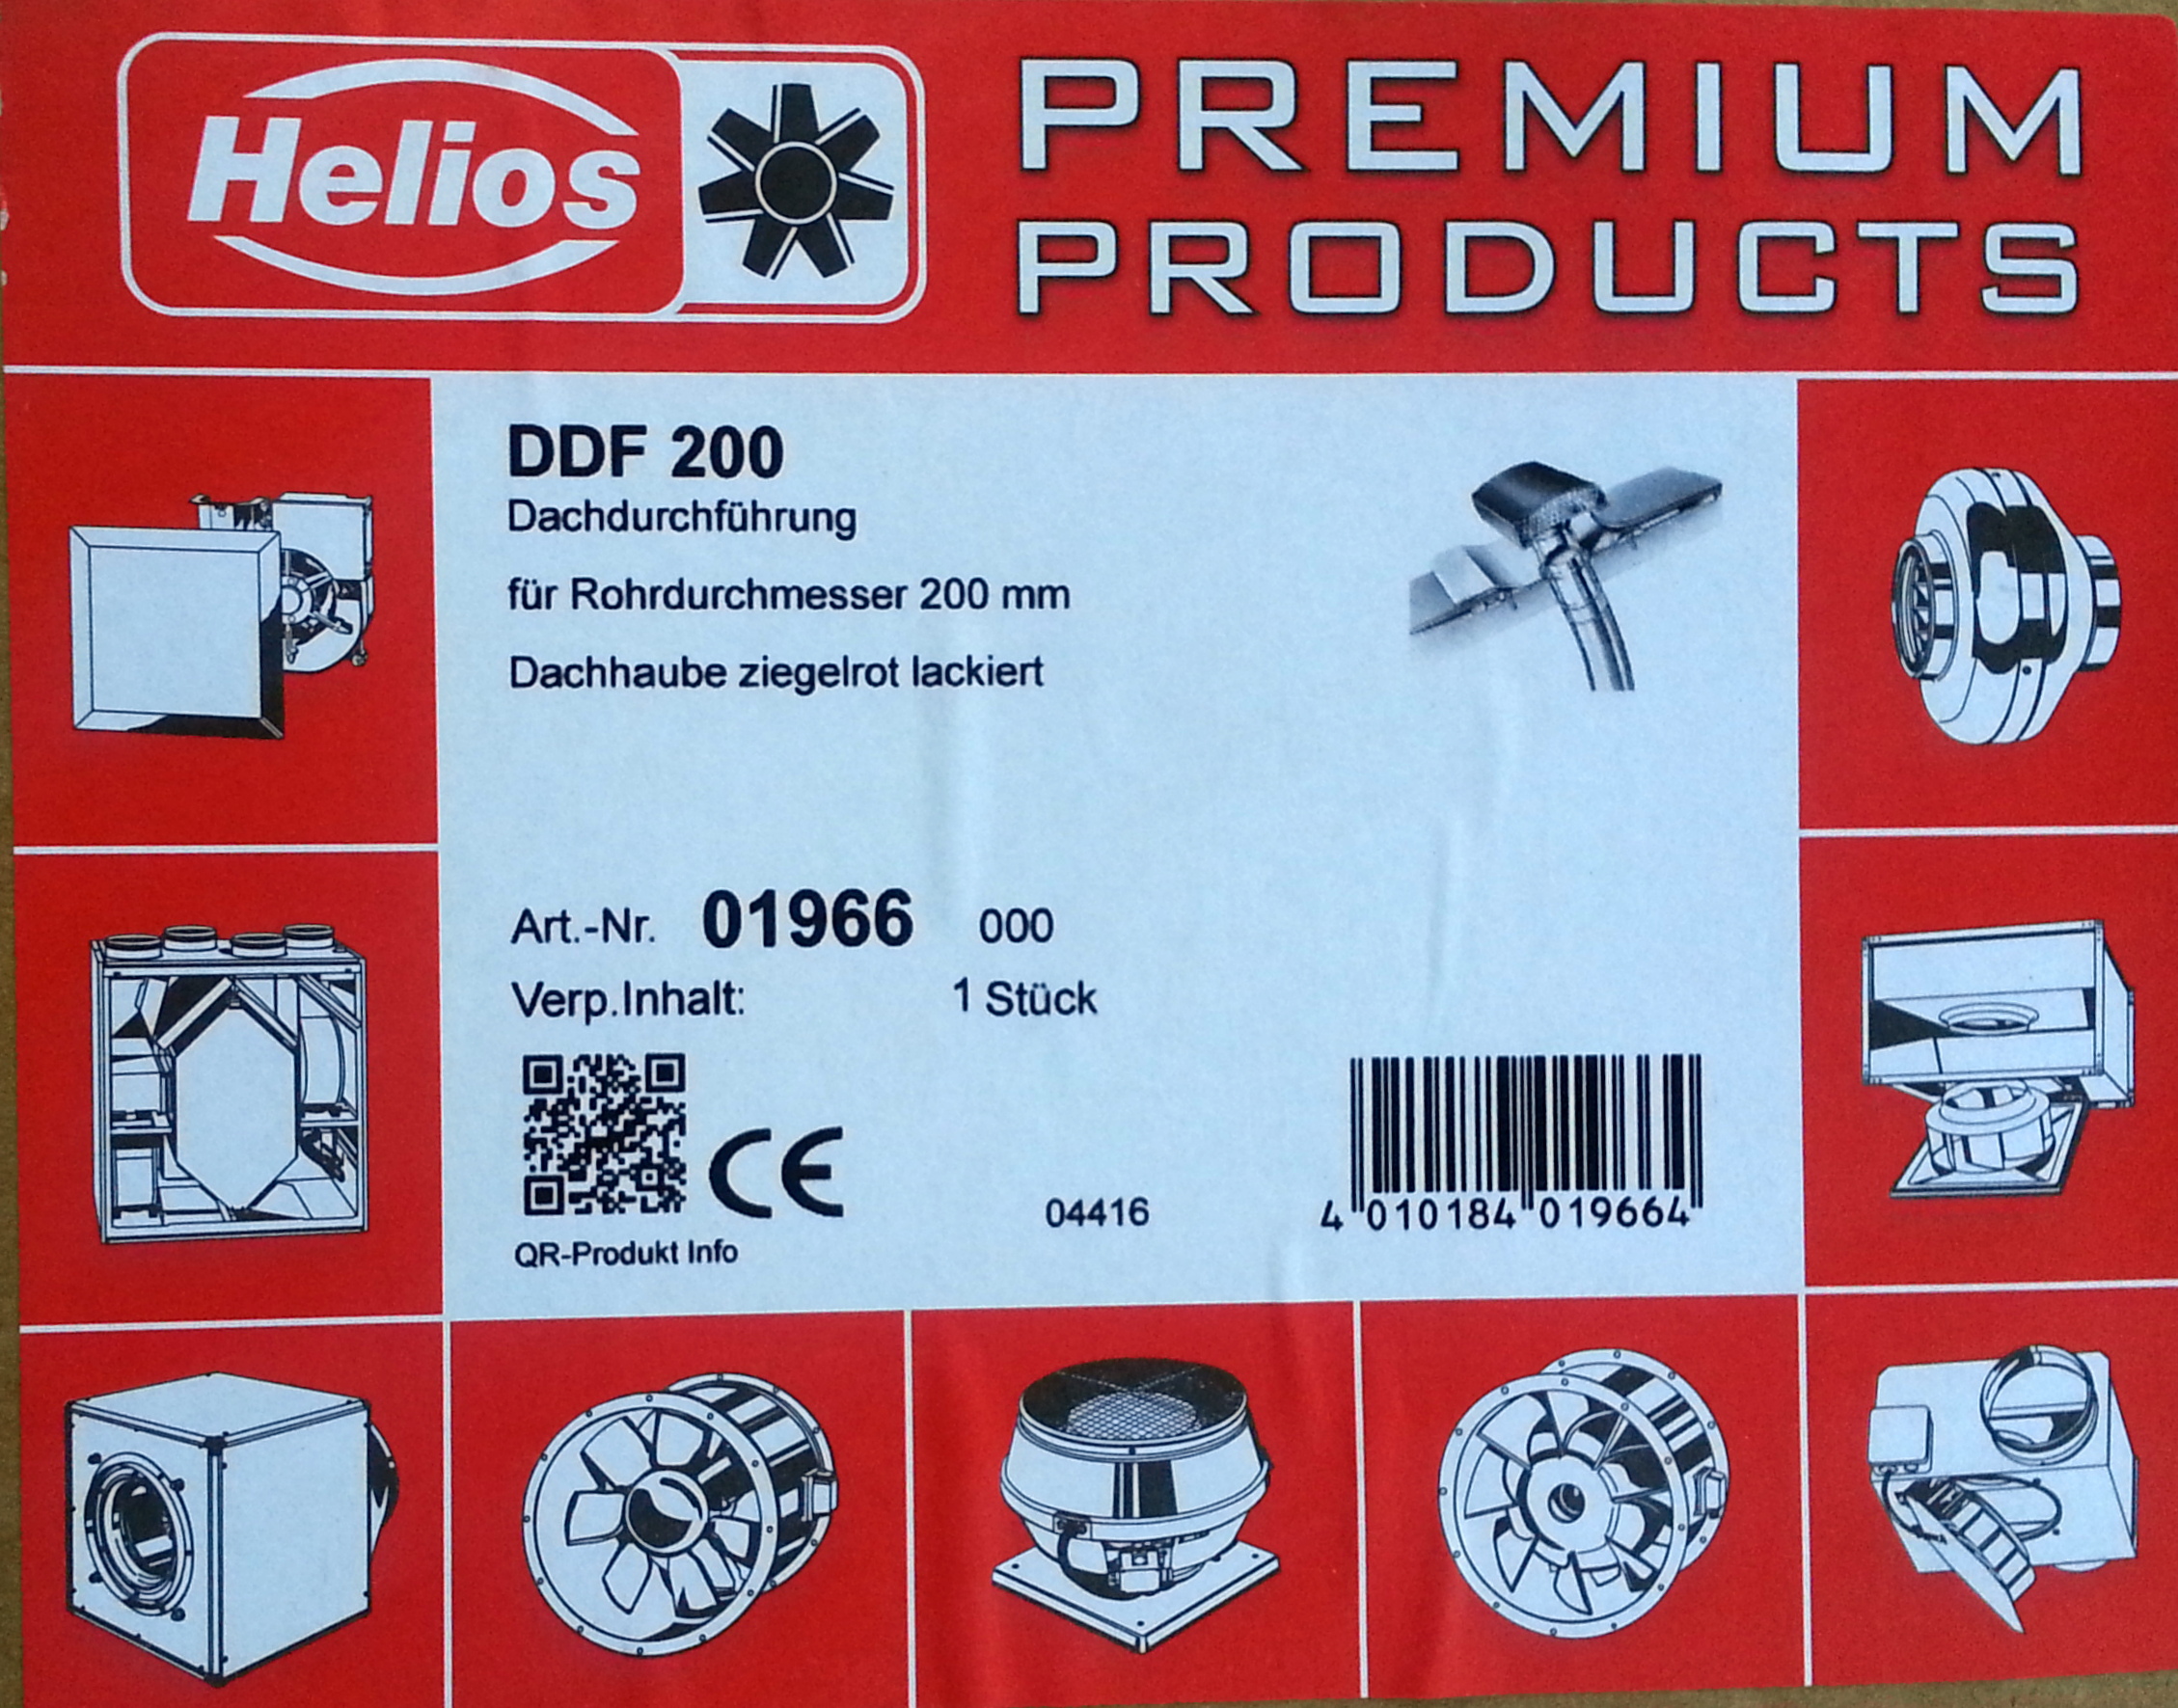 Helios
PREMIUM
PRODUCTS
DDF 200
Dachdurchführung
für Rohrdurchmesser 200 mm
Dachhaube ziegelrot lackiert
Art.-Nr. 01966 000
Verp.Inhalt: 1 Stück
CE
04416
4 010184 019664
QR-Produkt Info